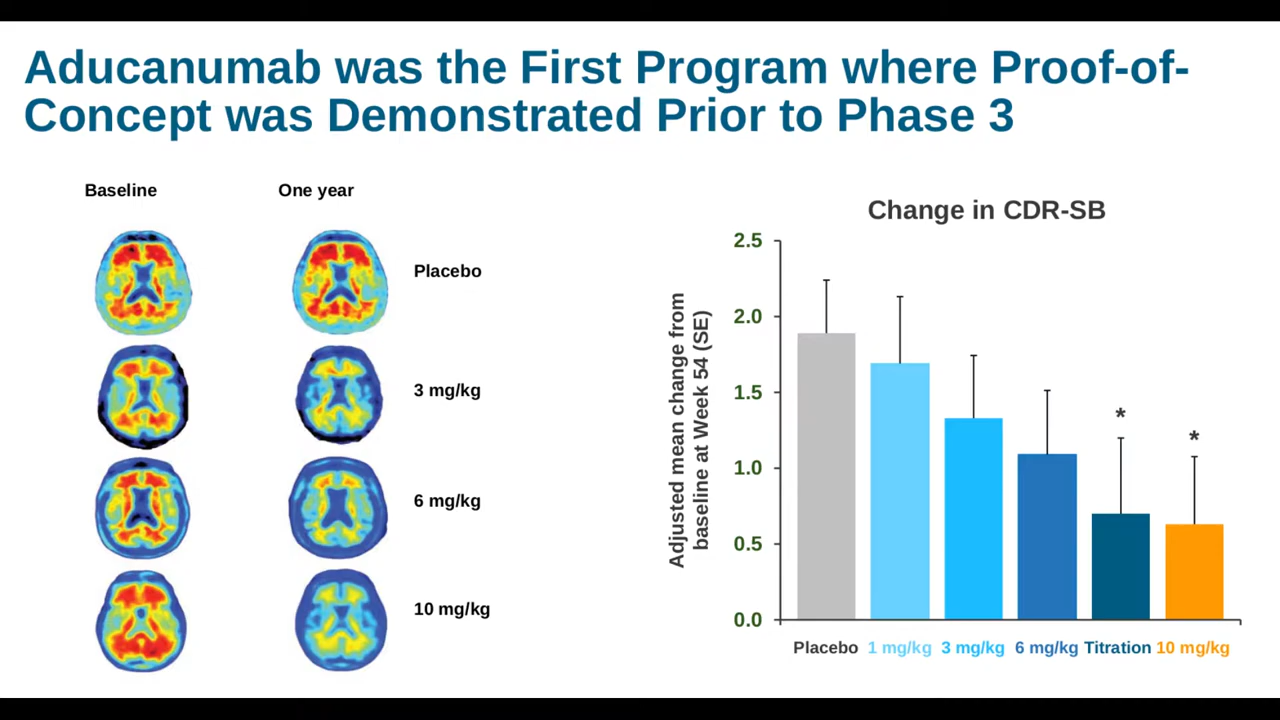 Aducanumab was the First Program where Proof-of-
Concept was Demonstrated Prior to Phase 3
Baseline
One year
Placebo
3 mg/kg
6 mg/kg
10 mg/kg
Change in CDR-SB
Adjusted mean change from
baseline at Week 54 (SE)
2.5
2.0
1.5
1.0
0.5
0.0
*
*
Placebo 1 mg/kg 3 mg/kg 6 mg/kg Titration 10 mg/kg